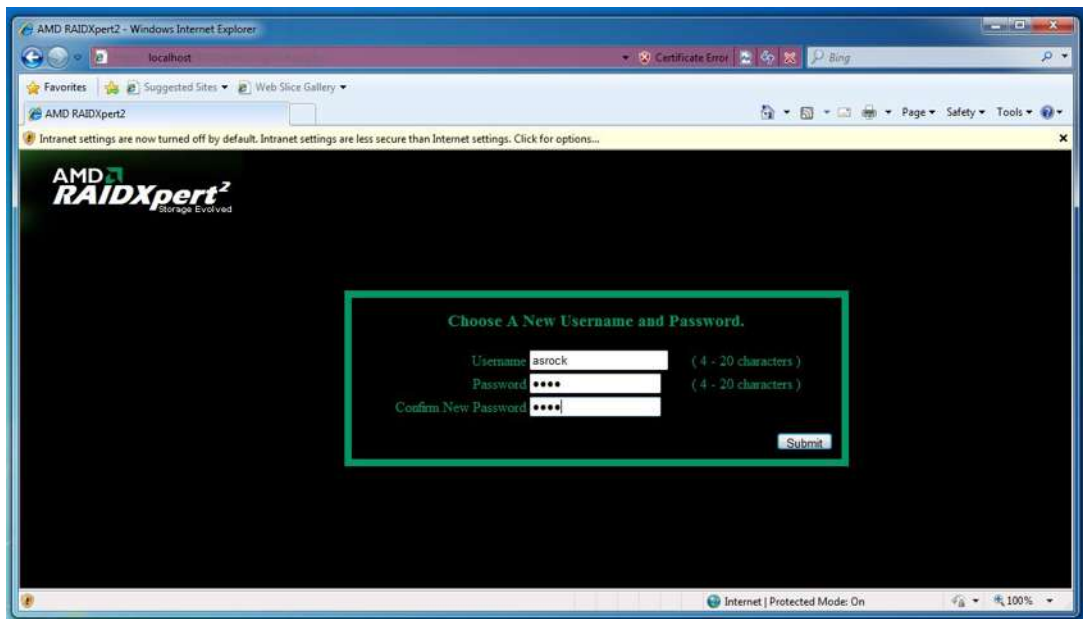 AMD RAIDXpert2 - Windows Internet Explorer
localhost
Certificate Error
Bing
Favorites
Suggested Sites
Web Slice Gallery
AMD RAIDXpert2
Page
Safety
Tools
Intranet settings are now turned off by default. Intranet settings are less secure than Internet settings. Click for options...
AMD
RAIDXpert2
Storage Evolved
Choose A New Username and Password.
Username asrock ( 4 - 20 characters )
Password •••• ( 4 - 20 characters )
Confirm New Password ••••
Submit
Internet | Protected Mode: On
100%